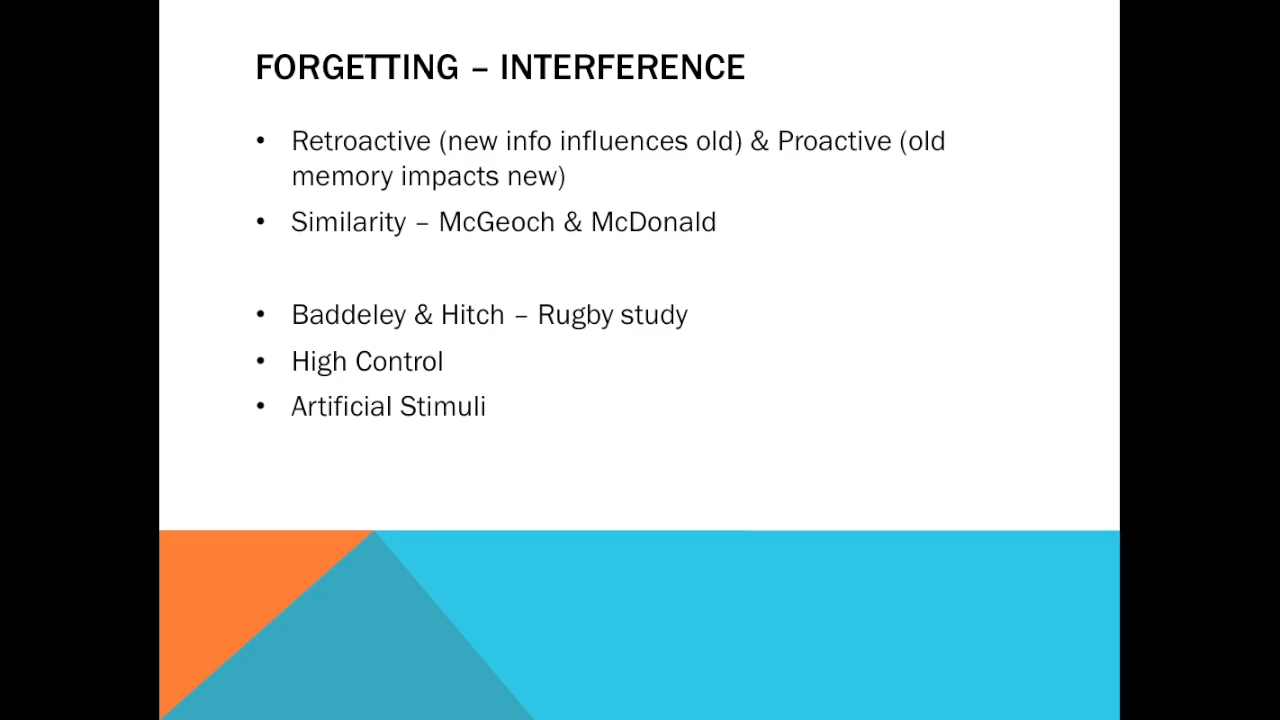 FORGETTING – INTERFERENCE
• Retroactive (new info influences old) & Proactive (old
memory impacts new)
• Similarity – McGeoch & McDonald
• Baddeley & Hitch – Rugby study
• High Control
• Artificial Stimuli